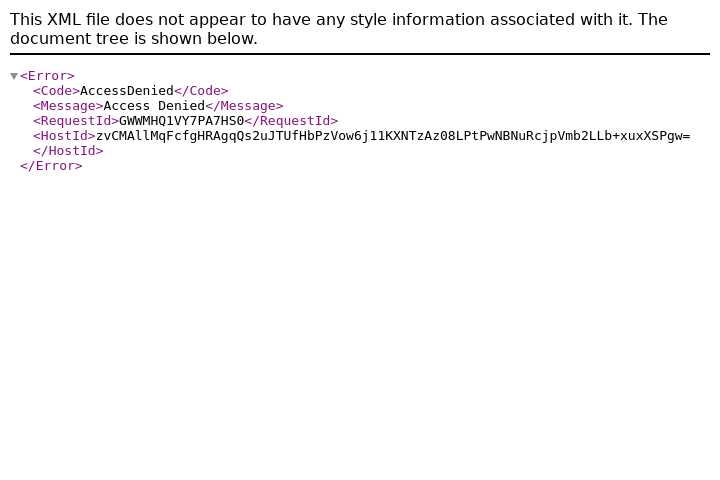 This XML file does not appear to have any style information associated with it. The
document tree is shown below.
<Error>
<Code>AccessDenied</Code>
<Message>Access Denied</Message>
<RequestId>GWWMHQ1VY7PA7HS0</RequestId>
<HostId>zvCMAllMqFcfgHRAgqQs2uJTUfHbPzVow6j11KXNTzAz08LPtPwNBNuRcjpVmb2LLb+xuxXSPgw=
</HostId>
</Error>